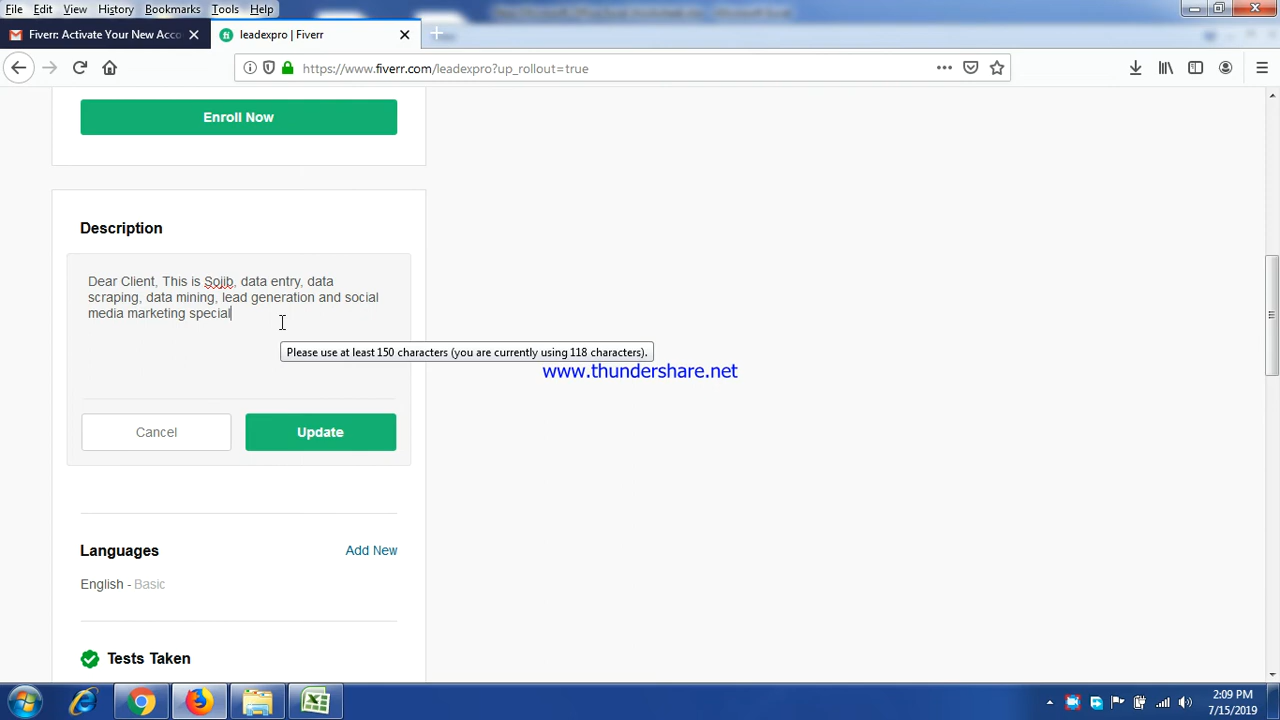 File Edit View History Bookmarks Tools Help
Fiverr: Activate Your New Acco
leadexpro | Fiverr
https://www.fiverr.com/leadexpro?up_rollout=true
Enroll Now
Description
Dear Client, This is Sojib, data entry, data
scraping, data mining, lead generation and social
media marketing special
Please use at least 150 characters (you are currently using 118 characters).
www.thundershare.net
Cancel
Update
Languages
Add New
English - Basic
Tests Taken
2:09 PM
7/15/2019